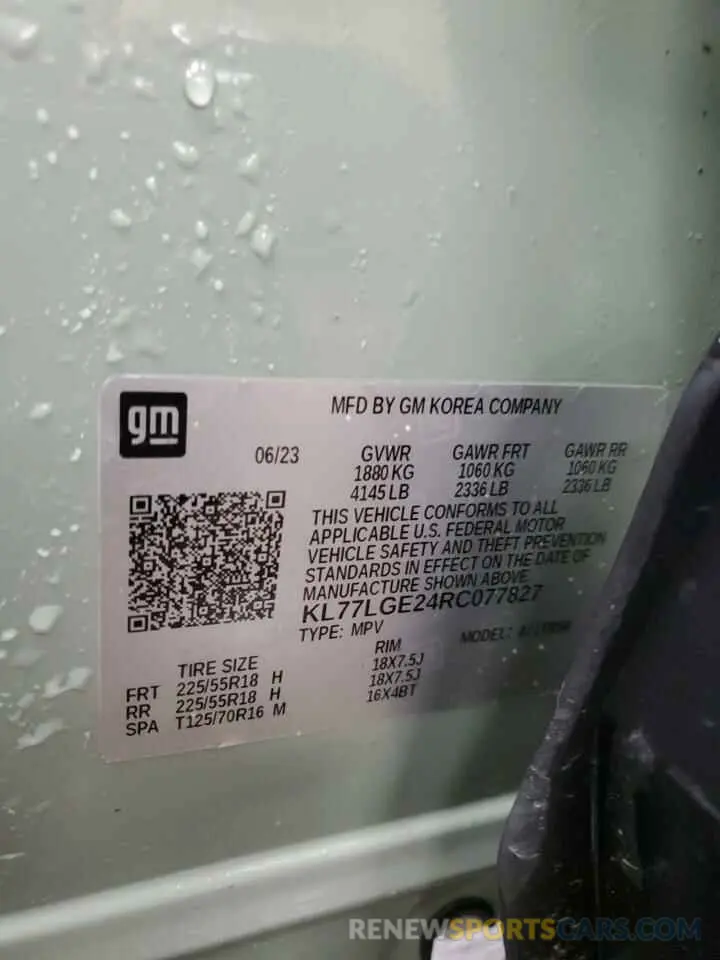 gm
MFD BY GM KOREA COMPANY
06/23 GVWR GAWR FRT GAWR RR
1880 KG 1060 KG 1060 KG
4145 LB 2336 LB 2336 LB
THIS VEHICLE CONFORMS TO ALL
APPLICABLE U.S. FEDERAL MOTOR
VEHICLE SAFETY AND THEFT PREVENTION
STANDARDS IN EFFECT ON THE DATE OF
MANUFACTURE SHOWN ABOVE
KL77LGE24RC077827
TYPE: MPV MODEL:
TIRE SIZE RIM
FRT 225/55R18 H 18X7.5J
RR 225/55R18 H 18X7.5J
SPA T125/70R16 M 16X4BT
RENEWSPORTSCARS.COM